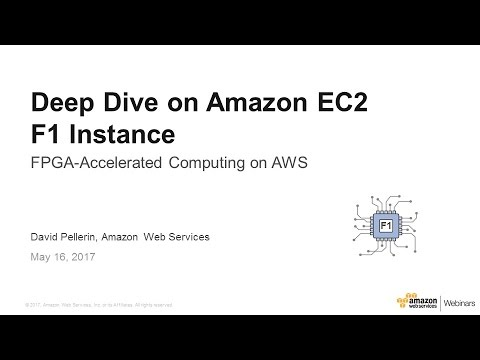 Deep Dive on Amazon EC2
F1 Instance
FPGA-Accelerated Computing on AWS
F1
David Pellerin, Amazon Web Services
May 16, 2017
© 2017, Amazon Web Services, Inc. or its Affiliates. All rights reserved.
amazon
web services
Webinars